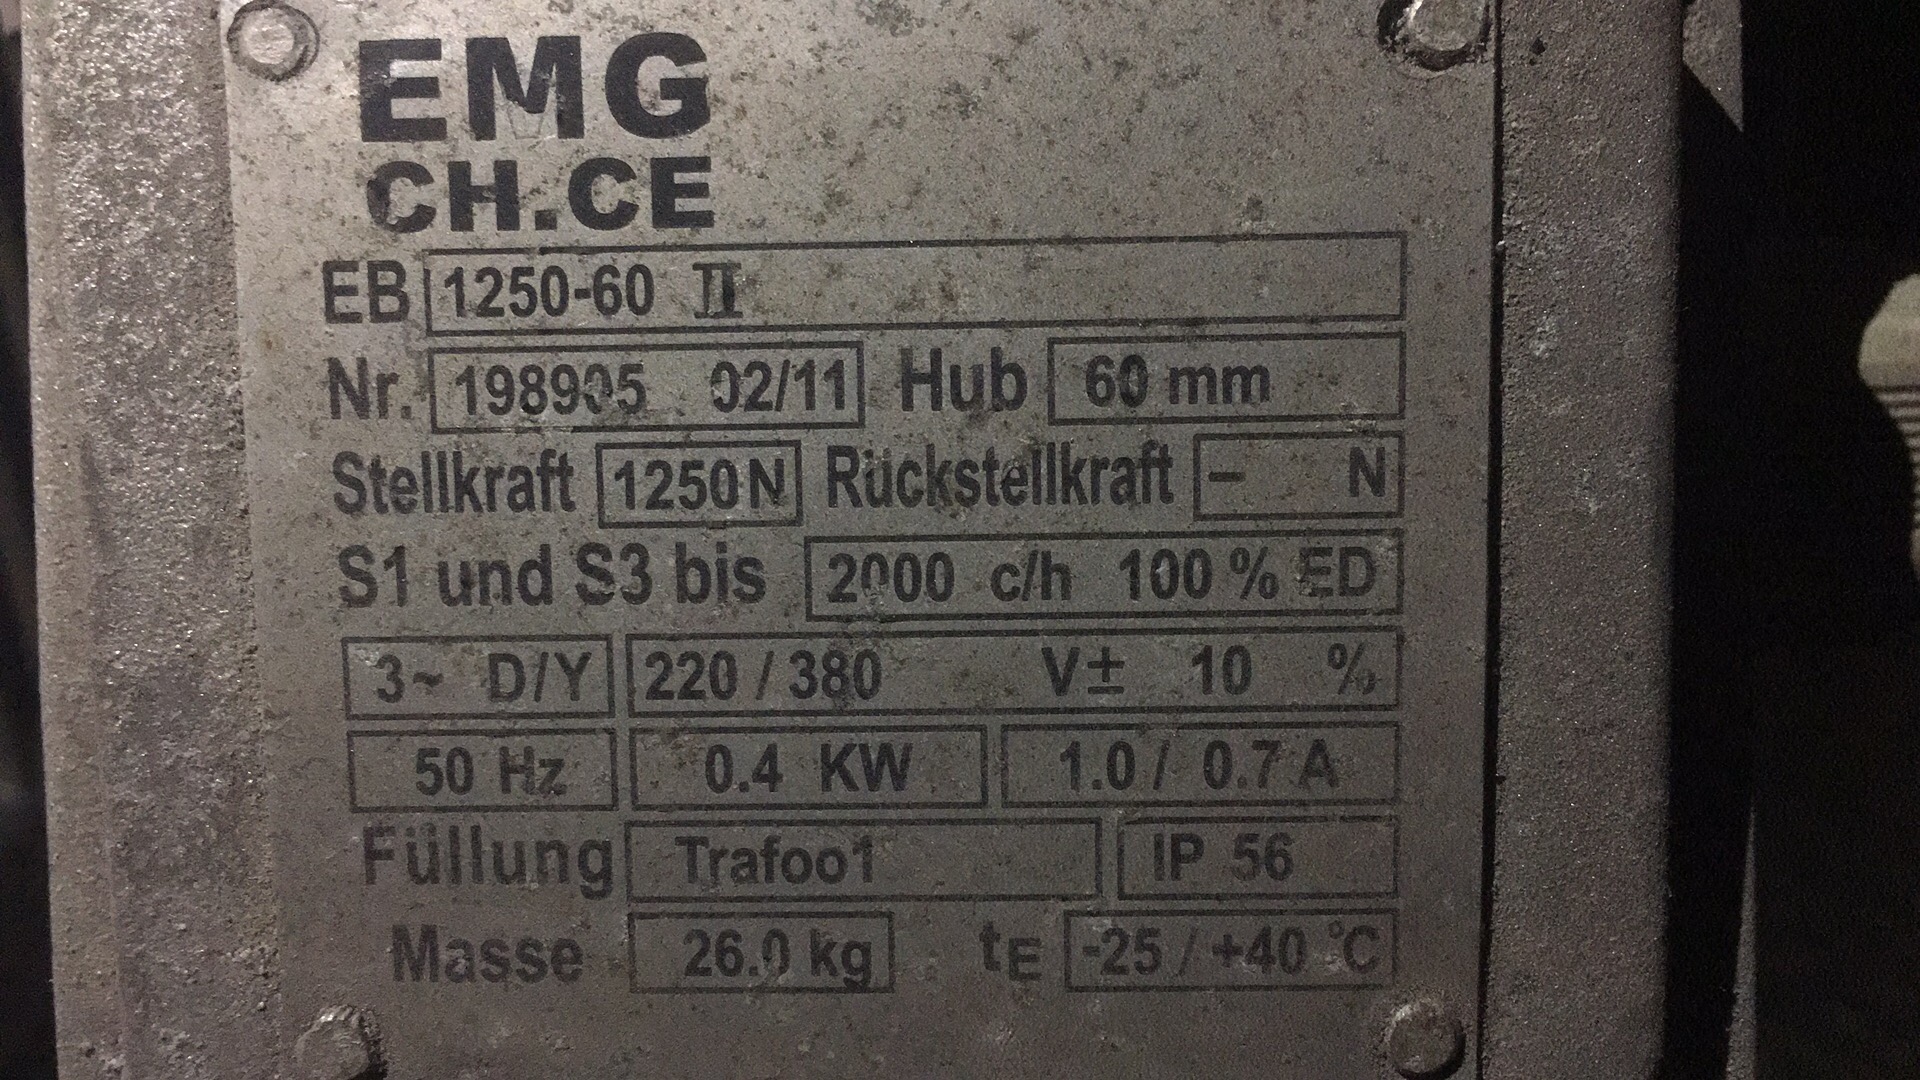 EMG
CH.CE
EB 1250-60 II
Nr. 198905 02/11 Hub 60 mm
Stellkraft 1250 N Rückstellkraft – N
S1 und S3 bis 2000 c/h 100 % ED
3~ D/Y 220 / 380 V± 10 %
50 Hz 0.4 KW 1.0 / 0.7 A
Füllung Trafoo1 IP 56
Masse 26.0 kg tE -25 / +40 °C